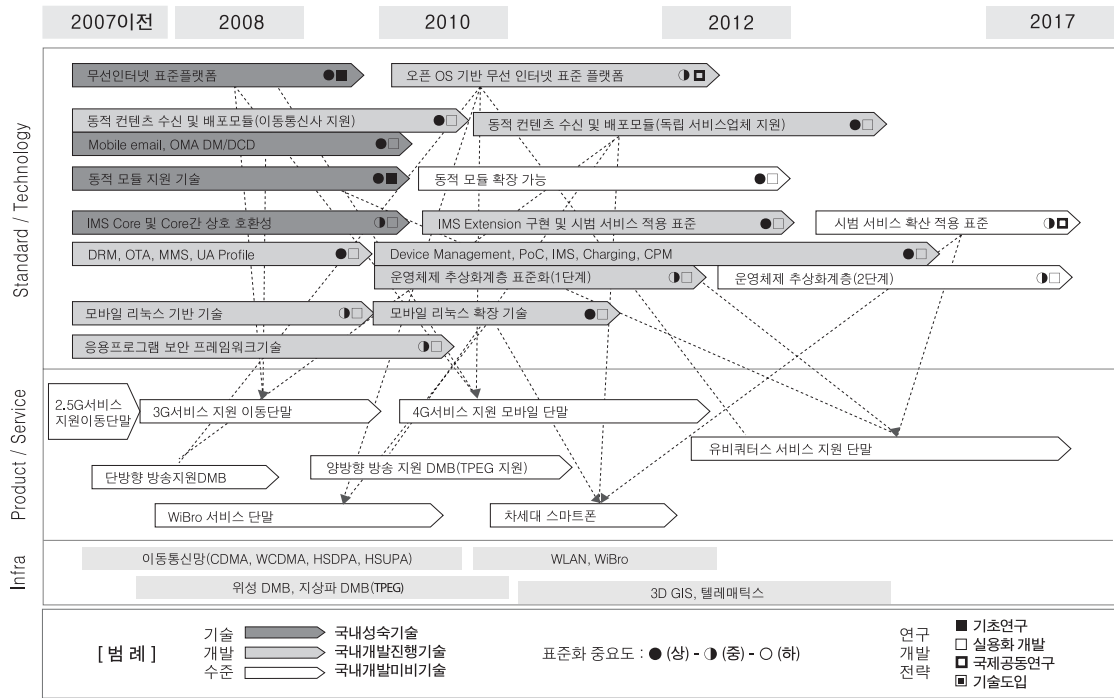 2007이전 2008 2010 2012 2017
Standard / Technology
무선인터넷 표준플랫폼 ●■
오픈 OS 기반 무선 인터넷 표준 플랫폼
동적 컨텐츠 수신 및 배포모듈(이동통신사 지원) ●□
동적 컨텐츠 수신 및 배포모듈(독립 서비스업체 지원) ●□
Mobile email, OMA DM/DCD ●□
동적 모듈 지원 기술 ●■
동적 모듈 확장 가능 ●□
IMS Core 및 Core간 상호 호환성 ◑□
IMS Extension 구현 및 시범 서비스 적용 표준 ●□
시범 서비스 확산 적용 표준
DRM, OTA, MMS, UA Profile ●□
Device Management, PoC, IMS, Charging, CPM ●□
운영체제 추상화계층 표준화(1단계) ◑□
운영체제 추상화계층(2단계) ◑□
모바일 리눅스 기반 기술 ◑□
모바일 리눅스 확장 기술 ●□
응용프로그램 보안 프레임워크기술 ◑□
Product / Service
2.5G서비스
지원이동단말
3G서비스 지원 이동단말
4G서비스 지원 모바일 단말
유비쿼터스 서비스 지원 단말
단방향 방송지원DMB
양방향 방송 지원 DMB(TPEG 지원)
WiBro 서비스 단말
차세대 스마트폰
Infra
이동통신망(CDMA, WCDMA, HSDPA, HSUPA)
WLAN, WiBro
위성 DMB, 지상파 DMB(TPEG)
3D GIS, 텔레매틱스
[ 범 례 ]
기술
개발
수준
국내성숙기술
국내개발진행기술
국내개발미비기술
표준화 중요도 : ● (상) - ◑ (중) - ○ (하)
연구
개발
전략
■ 기초연구
□ 실용화 개발
국제공동연구
▣ 기술도입